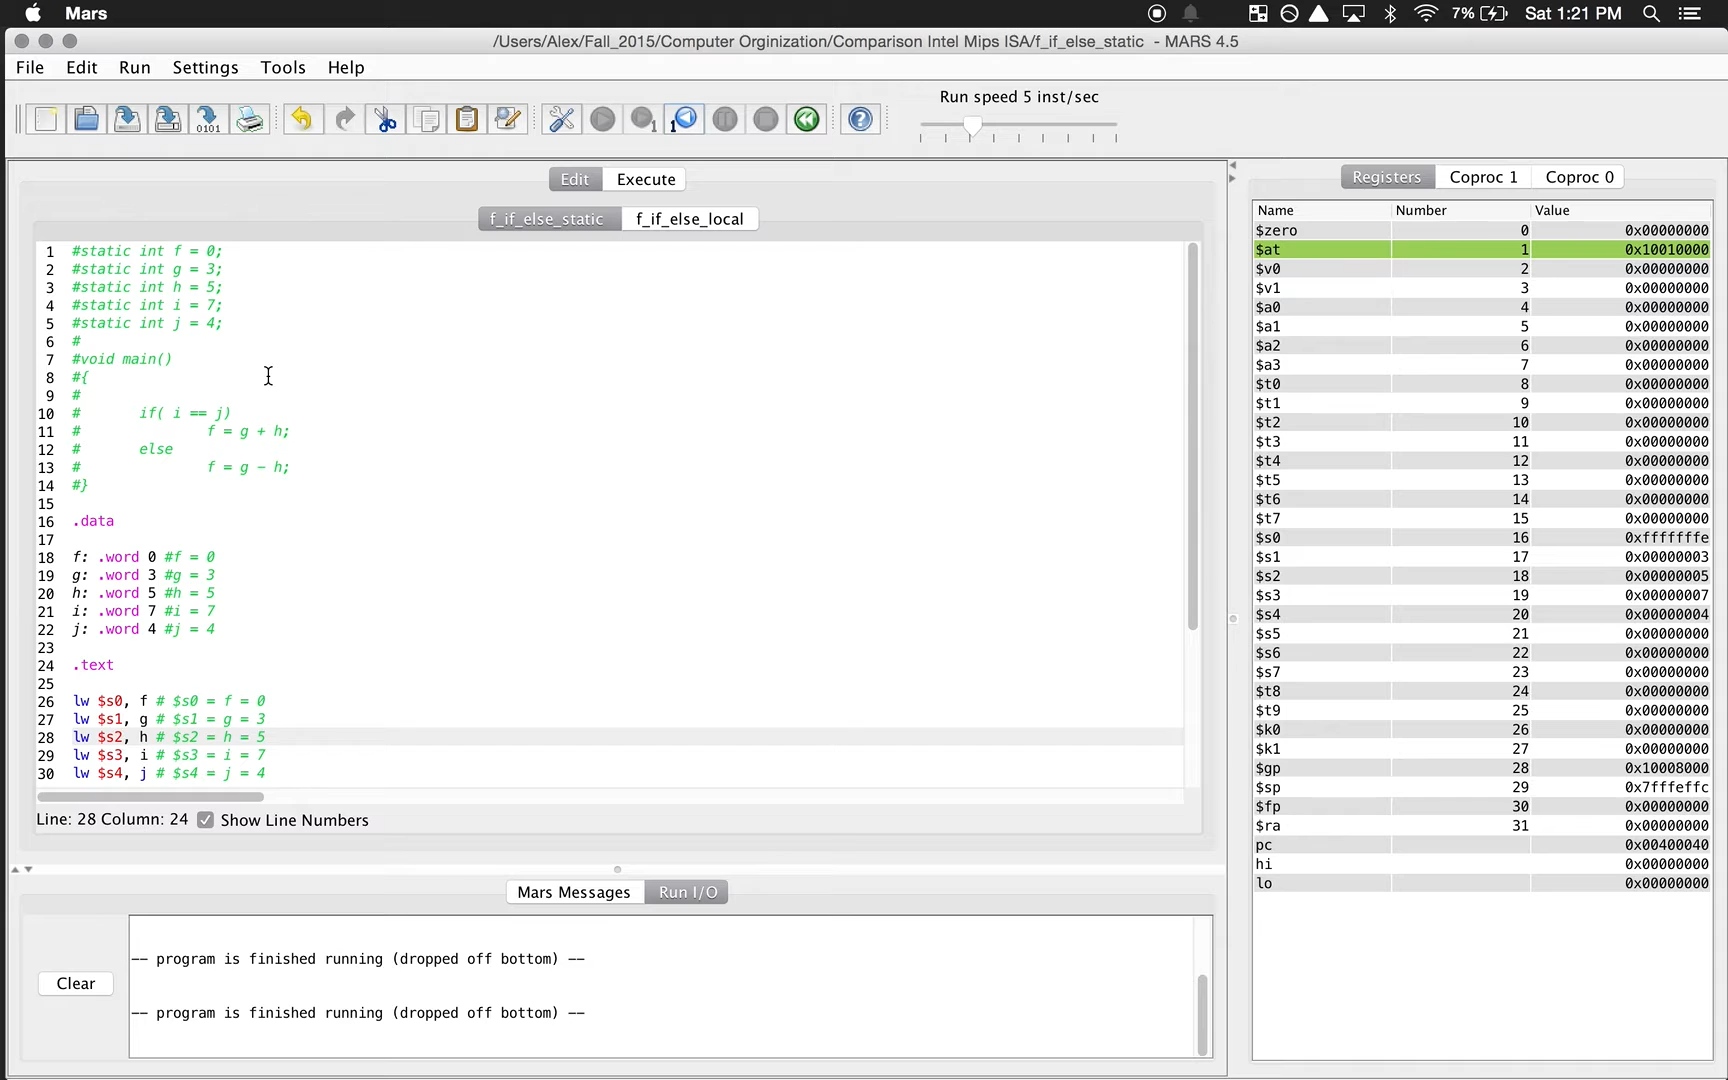 Mars
7%
Sat 1:21 PM
/Users/Alex/Fall_2015/Computer Orginization/Comparison Intel Mips ISA/f_if_else_static - MARS 4.5
File Edit Run Settings Tools Help
Run speed 5 inst/sec
Edit Execute
f_if_else_static f_if_else_local
1 #static int f = 0;
2 #static int g = 3;
3 #static int h = 5;
4 #static int i = 7;
5 #static int j = 4;
6 #
7 #void main()
8 #{
9 #
10 # if( i == j)
11 # f = g + h;
12 # else
13 # f = g - h;
14 #}
15
16 .data
17
18 f: .word 0 #f = 0
19 g: .word 3 #g = 3
20 h: .word 5 #h = 5
21 i: .word 7 #i = 7
22 j: .word 4 #j = 4
23
24 .text
25
26 lw $s0, f # $s0 = f = 0
27 lw $s1, g # $s1 = g = 3
28 lw $s2, h # $s2 = h = 5
29 lw $s3, i # $s3 = i = 7
30 lw $s4, j # $s4 = j = 4
Line: 28 Column: 24 Show Line Numbers
Mars Messages Run I/O
Clear
-- program is finished running (dropped off bottom) --
-- program is finished running (dropped off bottom) --
Registers Coproc 1 Coproc 0
Name Number Value
$zero 0 0x00000000
$at 1 0x10010000
$v0 2 0x00000000
$v1 3 0x00000000
$a0 4 0x00000000
$a1 5 0x00000000
$a2 6 0x00000000
$a3 7 0x00000000
$t0 8 0x00000000
$t1 9 0x00000000
$t2 10 0x00000000
$t3 11 0x00000000
$t4 12 0x00000000
$t5 13 0x00000000
$t6 14 0x00000000
$t7 15 0x00000000
$s0 16 0xfffffffe
$s1 17 0x00000003
$s2 18 0x00000005
$s3 19 0x00000007
$s4 20 0x00000004
$s5 21 0x00000000
$s6 22 0x00000000
$s7 23 0x00000000
$t8 24 0x00000000
$t9 25 0x00000000
$k0 26 0x00000000
$k1 27 0x00000000
$gp 28 0x10008000
$sp 29 0x7fffeffc
$fp 30 0x00000000
$ra 31 0x00000000
pc 0x00400040
hi 0x00000000
lo 0x00000000